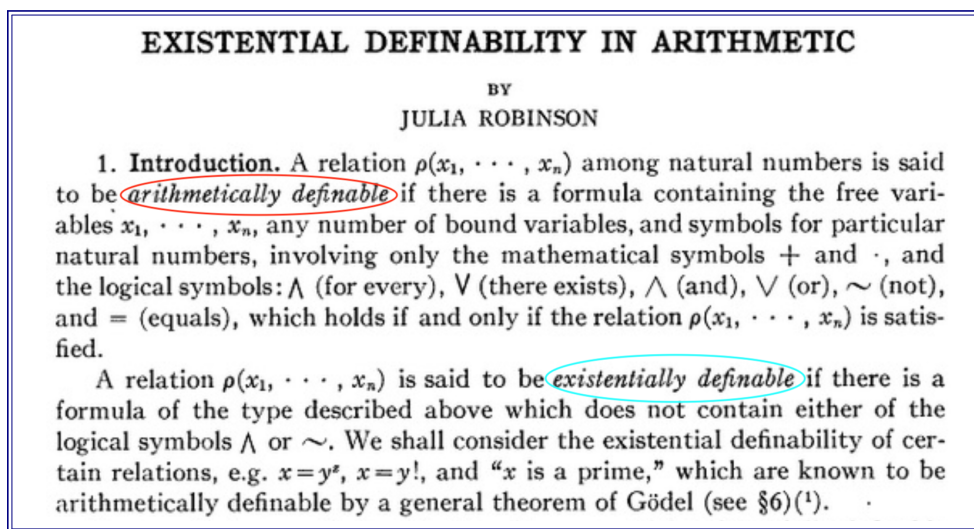 EXISTENTIAL DEFINABILITY IN ARITHMETIC
BY
JULIA ROBINSON
1. Introduction. A relation ρ(x₁, · · · , xₙ) among natural numbers is said
to be arithmetically definable if there is a formula containing the free vari-
ables x₁, · · · , xₙ, any number of bound variables, and symbols for particular
natural numbers, involving only the mathematical symbols + and ·, and
the logical symbols: ⋀ (for every), ⋁ (there exists), ∧ (and), ∨ (or), ∼ (not),
and = (equals), which holds if and only if the relation ρ(x₁, · · · , xₙ) is satis-
fied.
A relation ρ(x₁, · · · , xₙ) is said to be existentially definable if there is a
formula of the type described above which does not contain either of the
logical symbols ⋀ or ∼. We shall consider the existential definability of cer-
tain relations, e.g. x=yᶻ, x=y!, and “x is a prime,” which are known to be
arithmetically definable by a general theorem of Gödel (see §6)(¹).